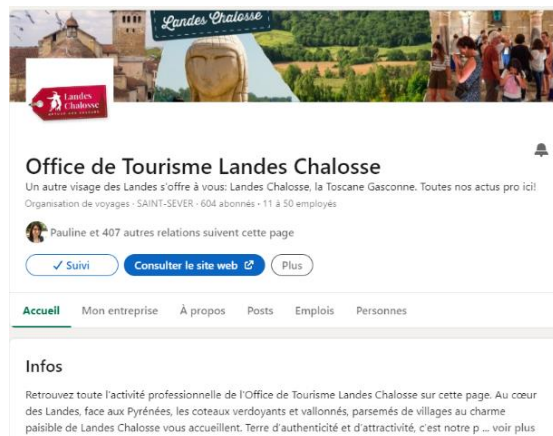 Landes Chalosse
Landes
Chalosse
Office de Tourisme Landes Chalosse
Un autre visage des Landes s'offre à vous: Landes Chalosse, la Toscane Gasconne. Toutes nos actus pro ici!
Organisation de voyages · SAINT-SEVER · 604 abonnés · 11 à 50 employés
Pauline et 407 autres relations suivent cette page
✓ Suivi Consulter le site web Plus
Accueil Mon entreprise À propos Posts Emplois Personnes
Infos
Retrouvez toute l'activité professionnelle de l'Office de Tourisme Landes Chalosse sur cette page. Au cœur
des Landes, face aux Pyrénées, les coteaux verdoyants et vallonnés, parsemés de villages au charme
paisible de Landes Chalosse vous accueillent. Terre d'authenticité et d'attractivité, c'est notre p ... voir plus